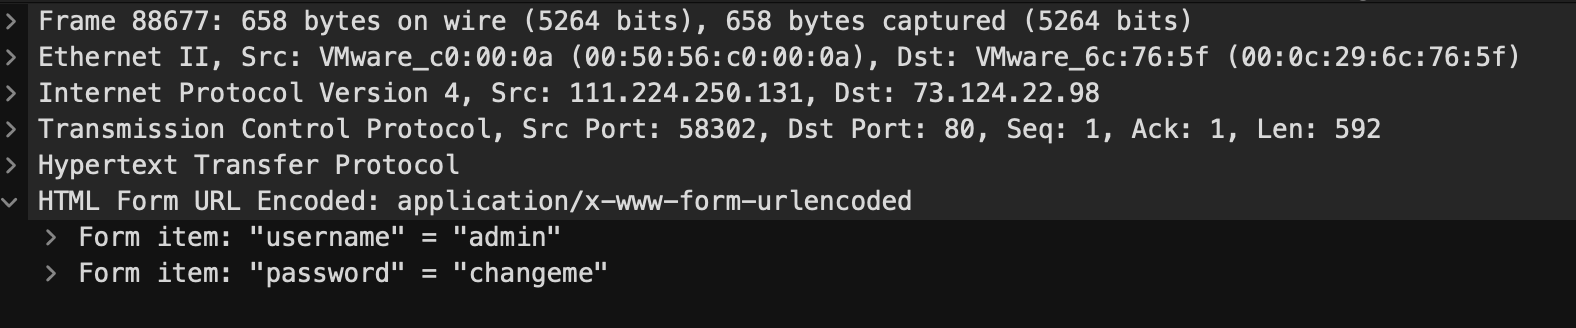 Frame 88677: 658 bytes on wire (5264 bits), 658 bytes captured (5264 bits)
Ethernet II, Src: VMware_c0:00:0a (00:50:56:c0:00:0a), Dst: VMware_6c:76:5f (00:0c:29:6c:76:5f)
Internet Protocol Version 4, Src: 111.224.250.131, Dst: 73.124.22.98
Transmission Control Protocol, Src Port: 58302, Dst Port: 80, Seq: 1, Ack: 1, Len: 592
Hypertext Transfer Protocol
HTML Form URL Encoded: application/x-www-form-urlencoded
Form item: "username" = "admin"
Form item: "password" = "changeme"